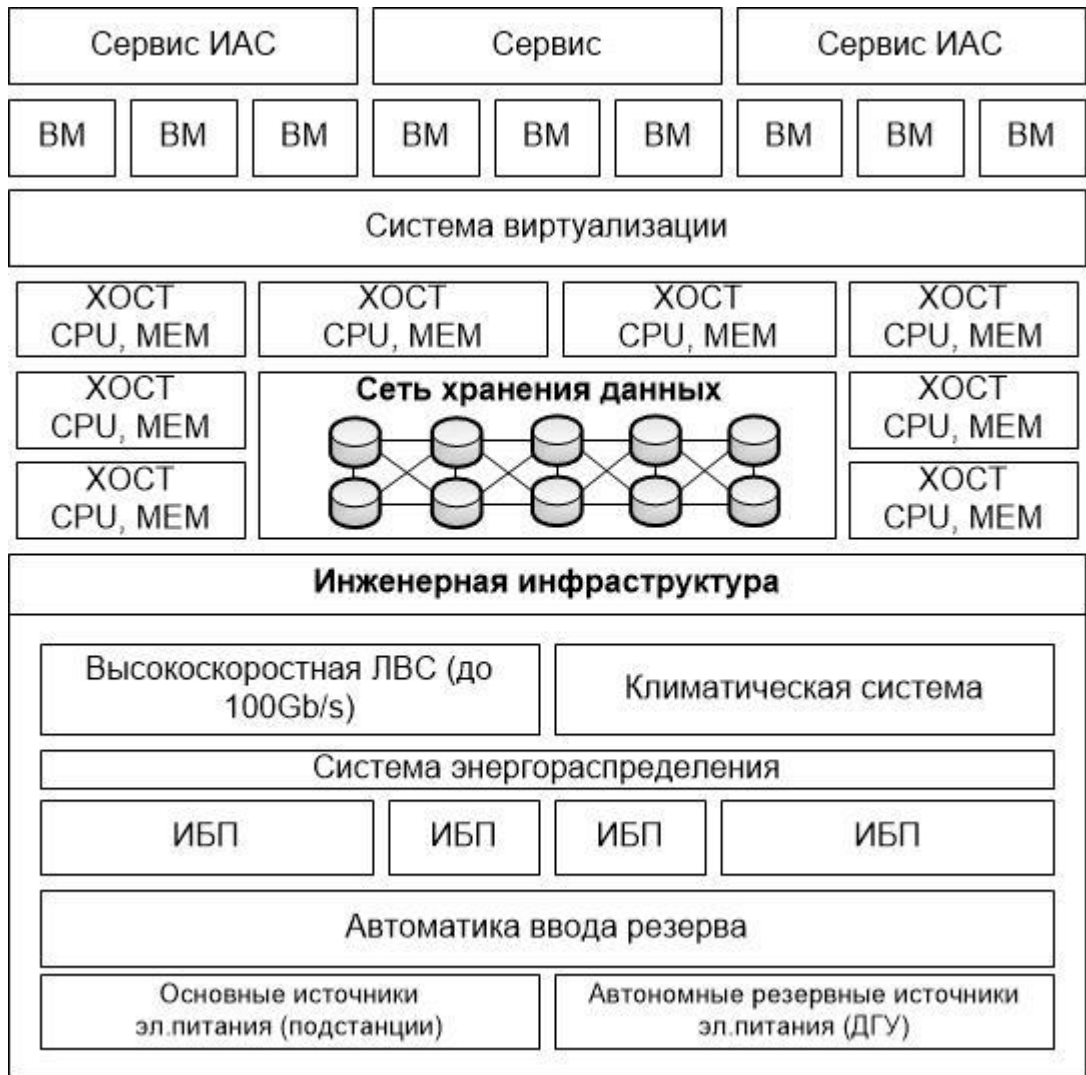 Сервис ИАС
Сервис
Сервис ИАС
ВМ
ВМ
ВМ
ВМ
ВМ
ВМ
ВМ
ВМ
ВМ
Система виртуализации
ХОСТ
CPU, MEM
ХОСТ
CPU, MEM
ХОСТ
CPU, MEM
ХОСТ
CPU, MEM
ХОСТ
CPU, MEM
Сеть хранения данных
ХОСТ
CPU, MEM
ХОСТ
CPU, MEM
ХОСТ
CPU, MEM
Инженерная инфраструктура
Высокоскоростная ЛВС (до
100Gb/s)
Климатическая система
Система энергораспределения
ИБП
ИБП
ИБП
ИБП
Автоматика ввода резерва
Основные источники
эл.питания (подстанции)
Автономные резервные источники
эл.питания (ДГУ)